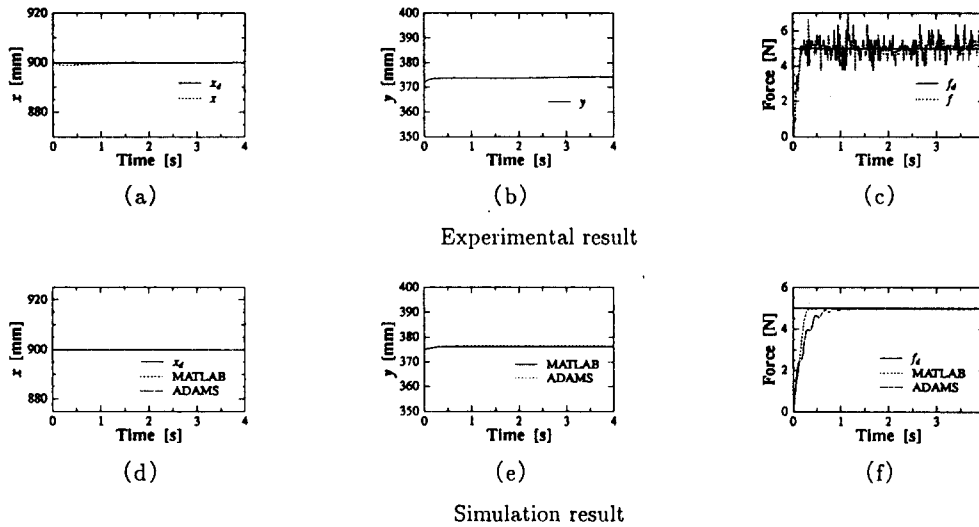 920
900
880
x [mm]
x_d
x
0 1 2 3 4
Time [s]
(a)
400
390
380
370
360
350
y [mm]
y
0 1 2 3 4
Time [s]
(b)
6
4
2
0
Force [N]
f_d
f
0 1 2 3
Time [s]
(c)
Experimental result
920
900
880
x [mm]
x_d
MATLAB
ADAMS
0 1 2 3 4
Time [s]
(d)
400
390
380
370
360
350
y [mm]
MATLAB
ADAMS
0 1 2 3 4
Time [s]
(e)
6
4
2
0
Force [N]
f_d
MATLAB
ADAMS
0 1 2 3
Time [s]
(f)
Simulation result